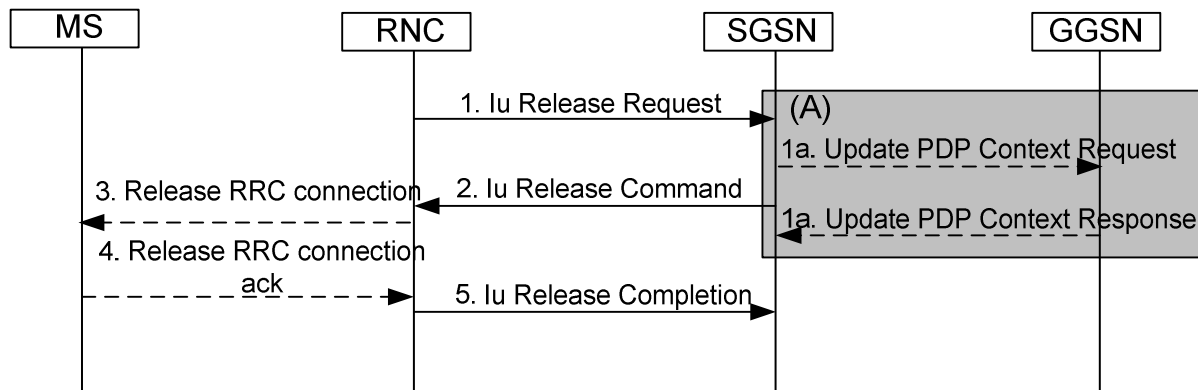 MS
RNC
SGSN
GGSN
1. Iu Release Request
(A)
1a. Update PDP Context Request
3. Release RRC connection
2. Iu Release Command
1a. Update PDP Context Response
4. Release RRC connection
ack
5. Iu Release Completion